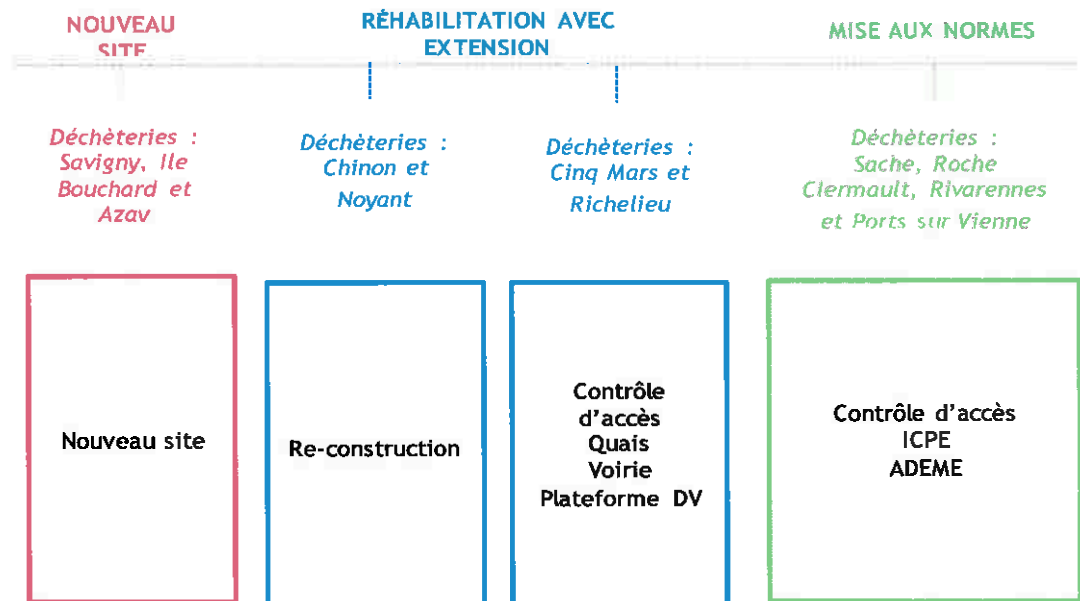 NOUVEAU
SITE
RÉHABILITATION AVEC
EXTENSION
MISE AUX NORMES
Déchèteries :
Savigny, Ile
Bouchard et
Azay
Déchèteries :
Chinon et
Noyant
Déchèteries :
Cinq Mars et
Richelieu
Déchèteries :
Sache, Roche
Clermault, Rivarennes
et Ports sur Vienne
Nouveau site
Re-construction
Contrôle
d'accès
Quais
Voirie
Plateforme DV
Contrôle d'accès
ICPE
ADEME